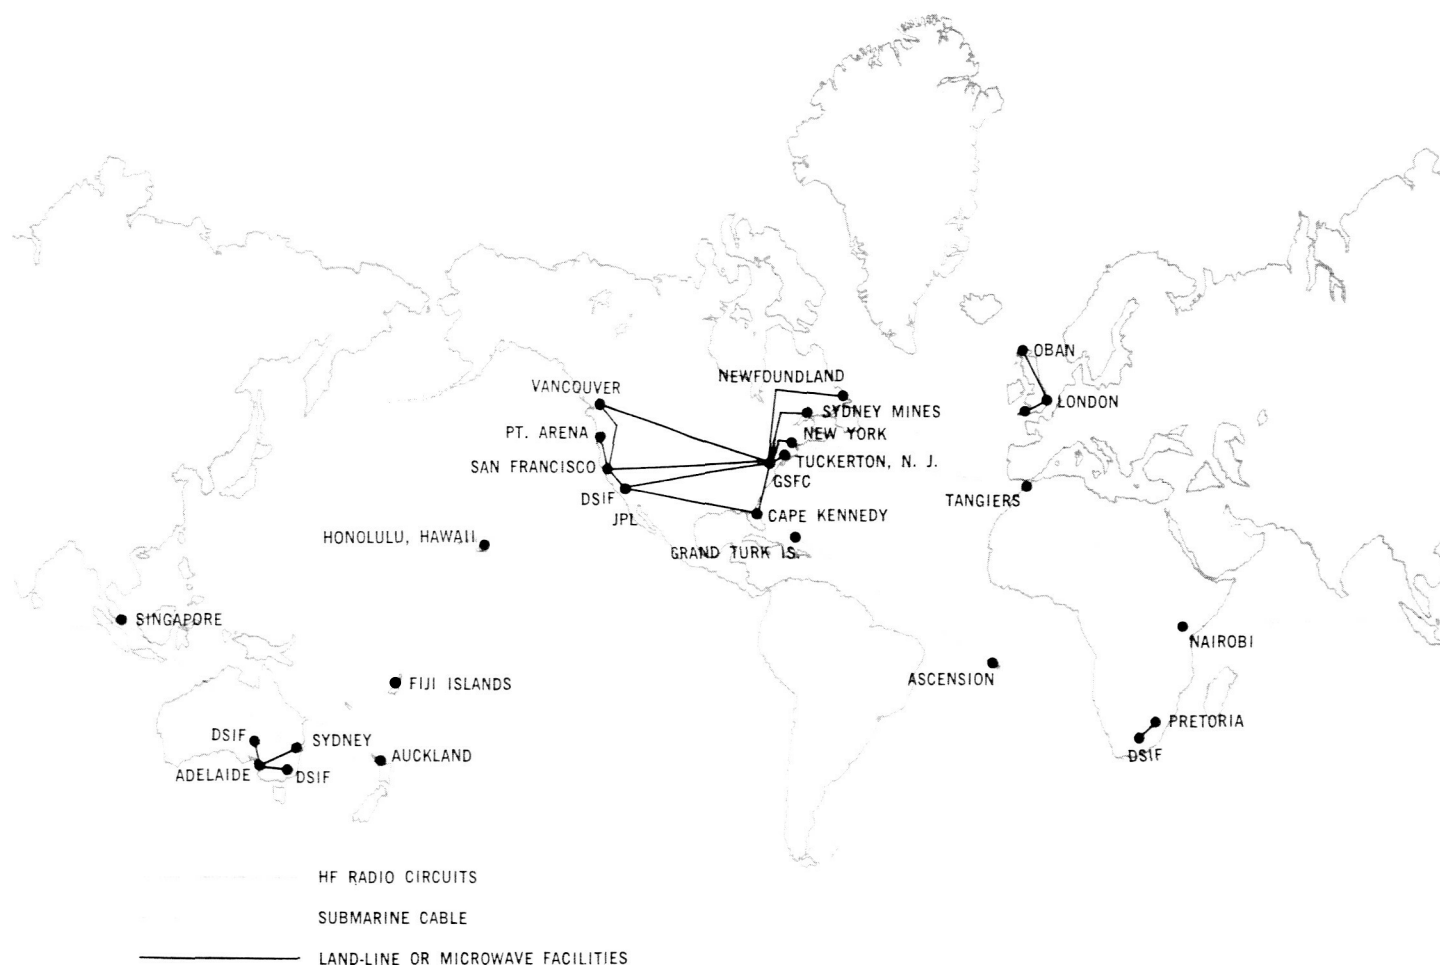 OBAN
NEWFOUNDLAND
VANCOUVER
LONDON
SYDNEY MINES
PT. ARENA
NEW YORK
SAN FRANCISCO
TUCKERTON, N. J.
GSFC
DSIF
JPL
TANGIERS
CAPE KENNEDY
HONOLULU, HAWAII
GRAND TURK IS.
SINGAPORE
NAIROBI
ASCENSION
FIJI ISLANDS
PRETORIA
DSIF
SYDNEY
AUCKLAND
DSIF
ADELAIDE
DSIF
HF RADIO CIRCUITS
SUBMARINE CABLE
LAND-LINE OR MICROWAVE FACILITIES